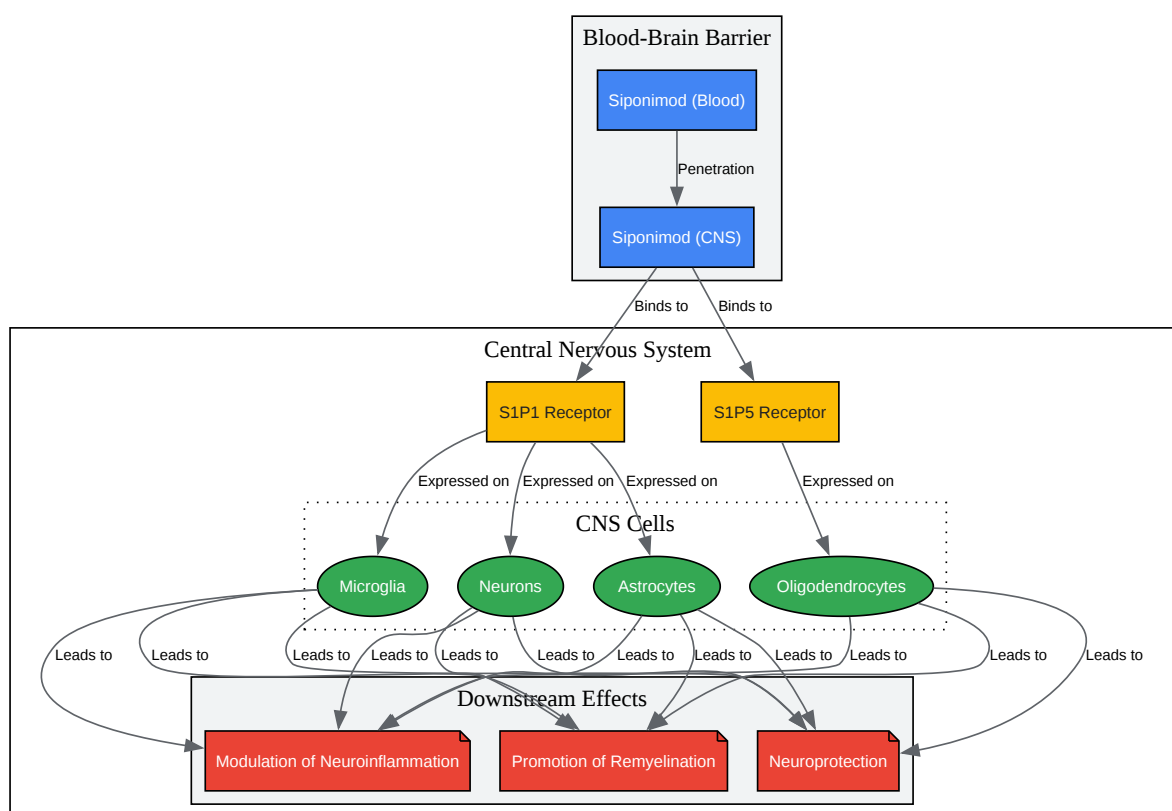 Blood-Brain Barrier
Siponimod (Blood)
Penetration
Siponimod (CNS)
Binds to
Binds to
Central Nervous System
S1P1 Receptor
S1P5 Receptor
Expressed on
Expressed on
Expressed on
Expressed on
CNS Cells
Microglia
Neurons
Astrocytes
Oligodendrocytes
Leads to
Leads to
Leads to
Leads to
Leads to
Leads to
Leads to
Leads to
Leads to
Leads to
Leads to
Leads to
Downstream Effects
Modulation of Neuroinflammation
Promotion of Remyelination
Neuroprotection